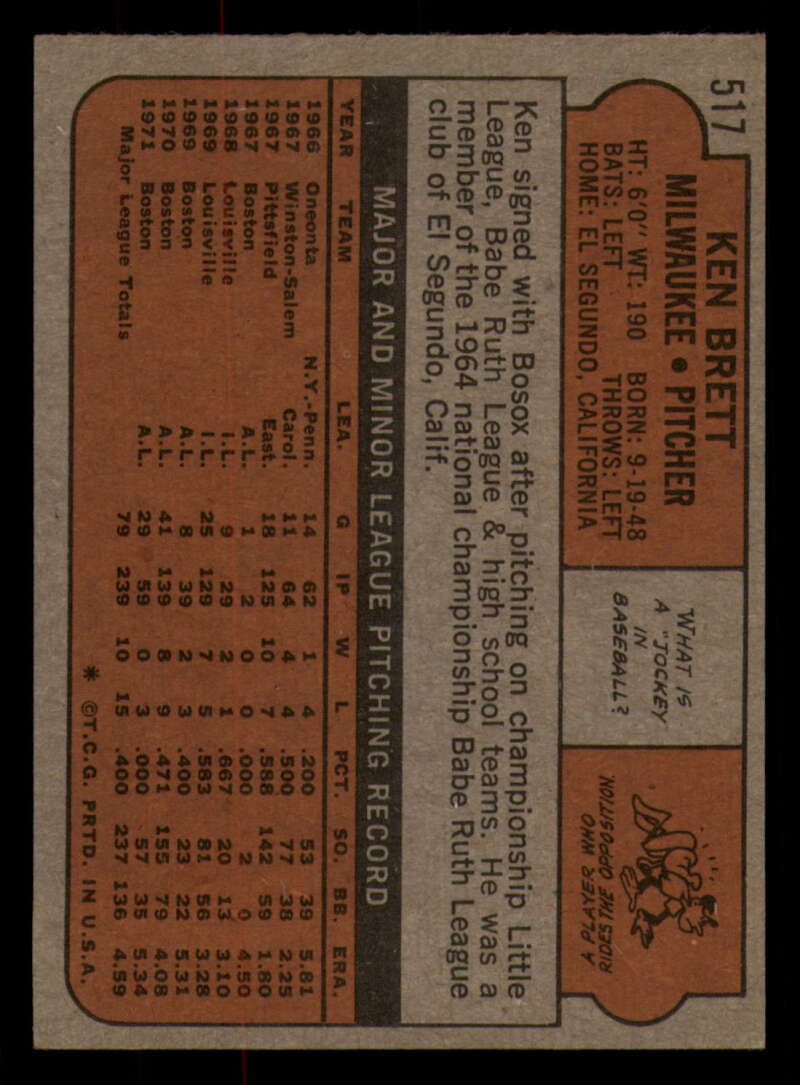 517
KEN BRETT
MILWAUKEE • PITCHER
HT: 6'0" WT: 190 BORN: 9-19-48
BATS: LEFT THROWS: LEFT
HOME: EL SEGUNDO, CALIFORNIA
WHAT IS
A "JOCKEY
IN
BASEBALL?
A PLAYER WHO
RIDES THE OPPOSITION.
Ken signed with Bosox after pitching on championship Little
League, Babe Ruth League & high school teams. He was a
member of the 1964 national championship Babe Ruth League
club of El Segundo, Calif.
MAJOR AND MINOR LEAGUE PITCHING RECORD
YEAR TEAM LEA. G IP W L PCT. SO. BB. ERA.
1966 Oneonta N.Y.-Penn. 14 62 1 4 .200 53 39 5.81
1967 Winston-Salem Carol. 11 64 4 4 .500 77 38 2.25
1967 Pittsfield East. 18 125 10 7 .588 142 59 1.80
1967 Boston A.L. 1 2 0 0 .000 2 0 4.50
1968 Louisville I.L. 9 29 2 1 .667 20 13 3.10
1969 Louisville I.L. 25 129 7 5 .583 81 56 3.28
1969 Boston A.L. 8 39 2 3 .400 23 22 5.31
1970 Boston A.L. 41 139 8 9 .471 155 79 4.08
1971 Boston A.L. 29 59 0 3 .000 57 35 5.34
Major League Totals 79 239 10 15 .400 237 136 4.59
* ©T.C.G. PRTD. IN U.S.A.